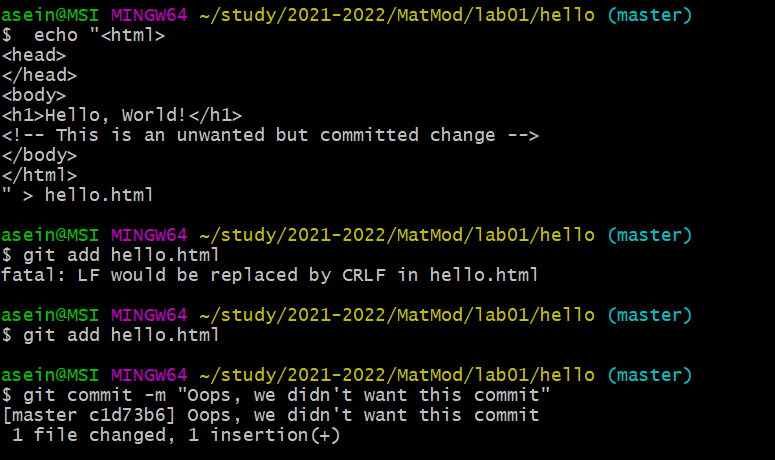 asein@MSI MINGW64 ~/study/2021-2022/MatMod/lab01/hello (master)
$  echo "<html>
<head>
</head>
<body>
<h1>Hello, World!</h1>
<!-- This is an unwanted but committed change -->
</body>
</html>
" > hello.html
asein@MSI MINGW64 ~/study/2021-2022/MatMod/lab01/hello (master)
$ git add hello.html
fatal: LF would be replaced by CRLF in hello.html
asein@MSI MINGW64 ~/study/2021-2022/MatMod/lab01/hello (master)
$ git add hello.html
asein@MSI MINGW64 ~/study/2021-2022/MatMod/lab01/hello (master)
$ git commit -m "Oops, we didn't want this commit"
[master c1d73b6] Oops, we didn't want this commit
 1 file changed, 1 insertion(+)